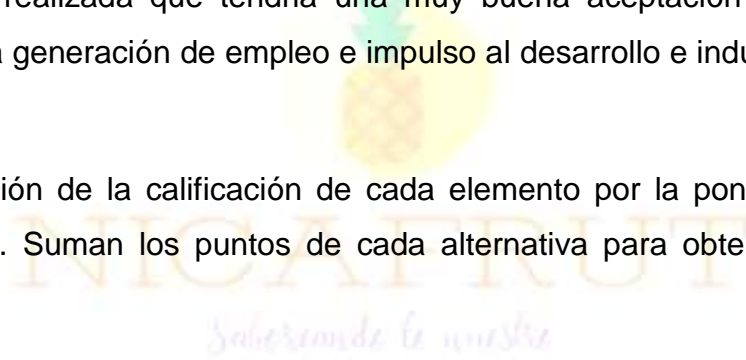 realizada que tendría una muy buena aceptación
a generación de empleo e impulso al desarrollo e indu
ión de la calificación de cada elemento por la pon
. Suman los puntos de cada alternativa para obte
NICAFRUT
Saboreando lo nuestro